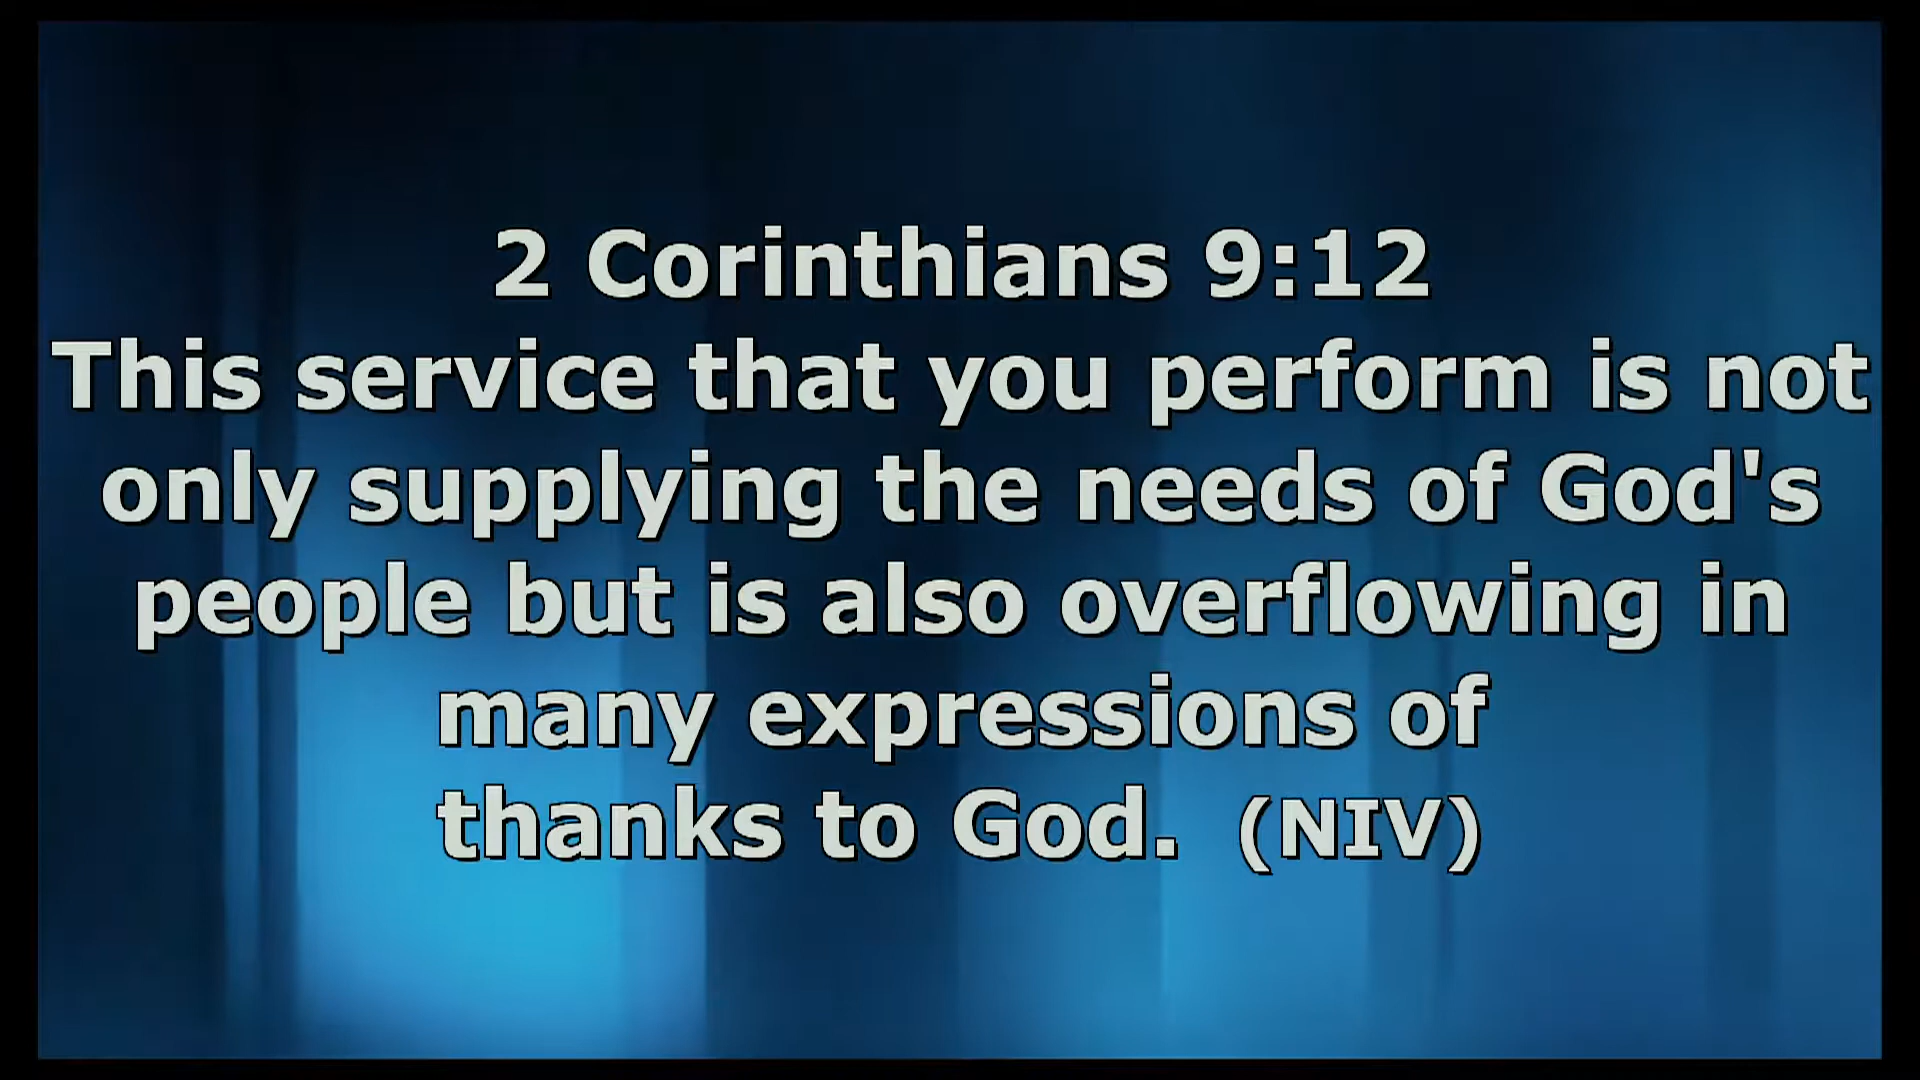 2 Corinthians 9:12
This service that you perform is not
only supplying the needs of God's
people but is also overflowing in
many expressions of
thanks to God. (NIV)